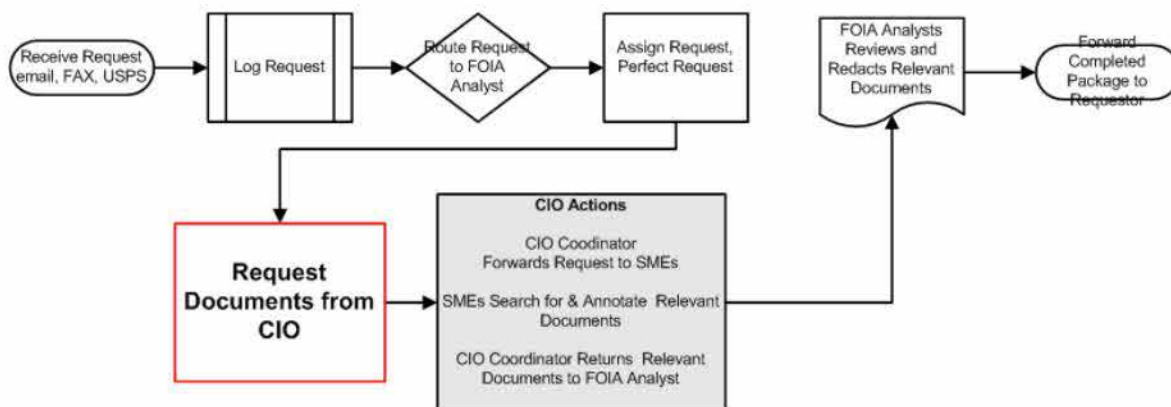 Receive Request
email, FAX, USPS
Log Request
Route Request
to FOIA
Analyst
Assign Request,
Perfect Request
Request
Documents from
CIO
CIO Actions
CIO Coodinator
Forwards Request to SMEs
SMEs Search for & Annotate Relevant
Documents
CIO Coordinator Returns Relevant
Documents to FOIA Analyst
FOIA Analysts
Reviews and
Redacts Relevant
Documents
Forward
Completed
Package to
Requestor